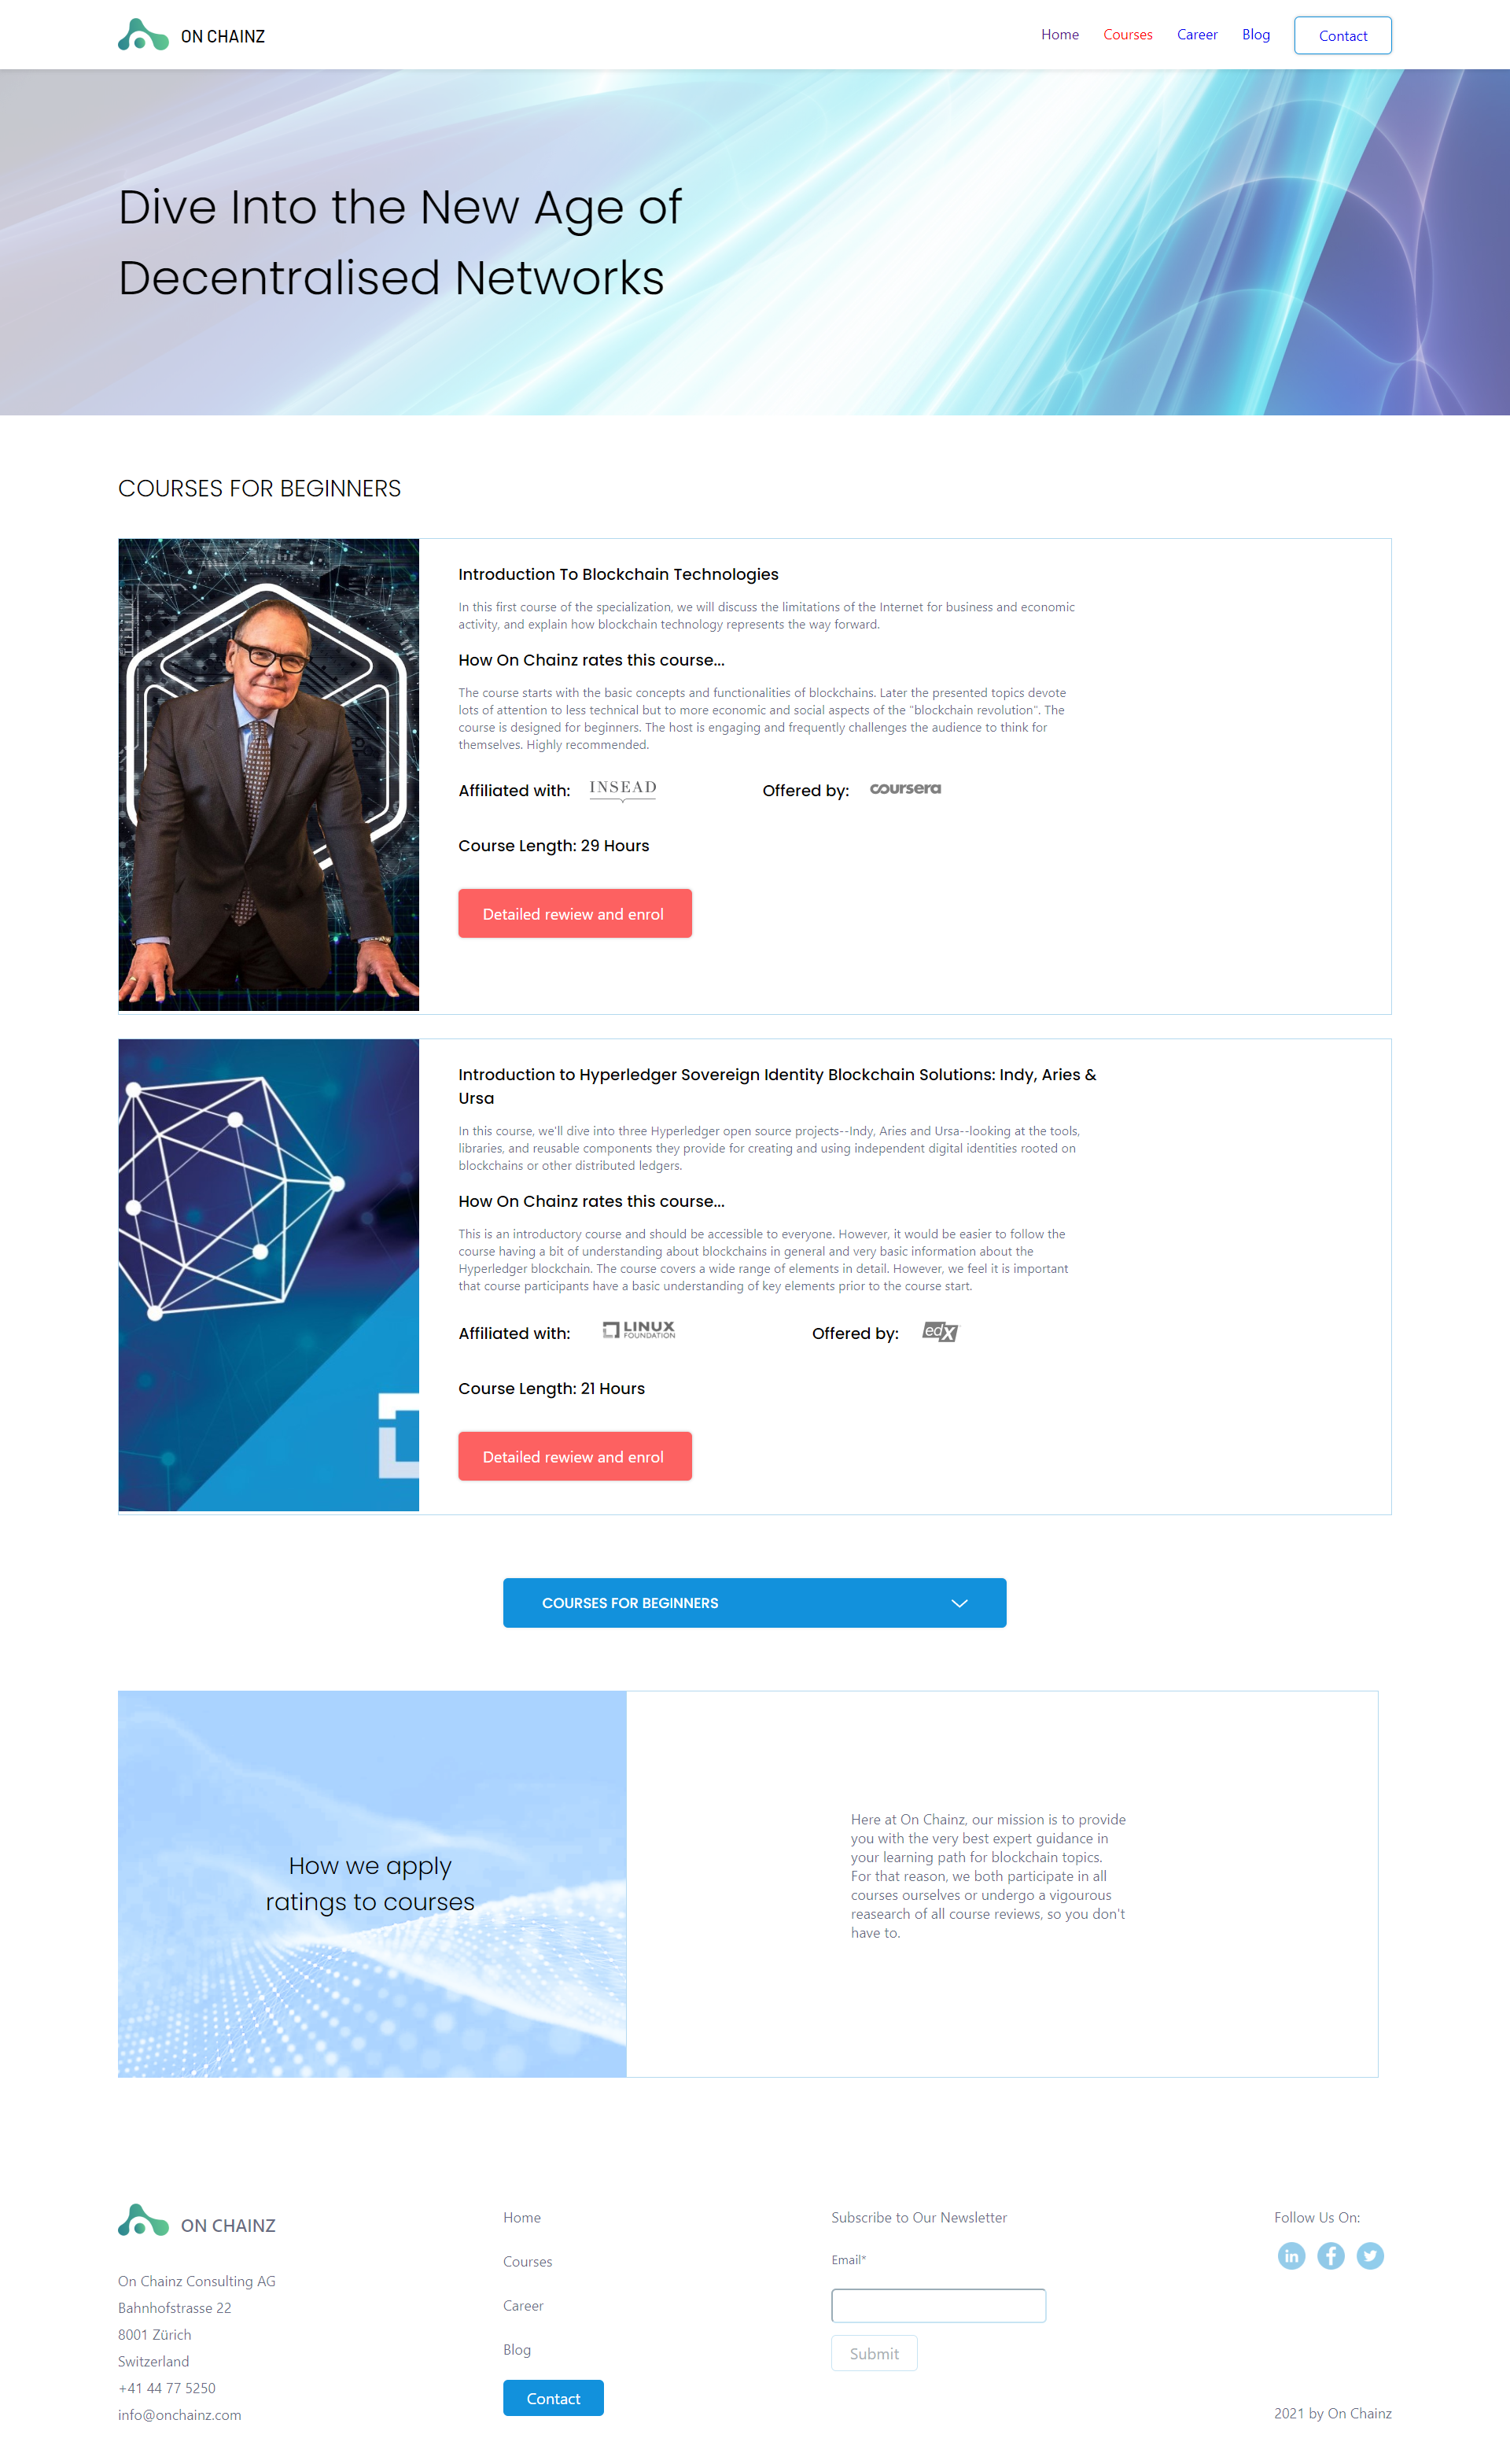 ON CHAINZ
Home
Courses
Career
Blog
Contact
Dive Into the New Age of
Decentralised Networks
COURSES FOR BEGINNERS
Introduction To Blockchain Technologies
In this first course of the specialization, we will discuss the limitations of the Internet for business and economic
activity, and explain how blockchain technology represents the way forward.
How On Chainz rates this course...
The course starts with the basic concepts and functionalities of blockchains. Later the presented topics devote
lots of attention to less technical but to more economic and social aspects of the "blockchain revolution". The
course is designed for beginners. The host is engaging and frequently challenges the audience to think for
themselves. Highly recommended.
Affiliated with: INSEAD
Offered by: coursera
Course Length: 29 Hours
Detailed rewiew and enrol
Introduction to Hyperledger Sovereign Identity Blockchain Solutions: Indy, Aries &
Ursa
In this course, we'll dive into three Hyperledger open source projects--Indy, Aries and Ursa--looking at the tools,
libraries, and reusable components they provide for creating and using independent digital identities rooted on
blockchains or other distributed ledgers.
How On Chainz rates this course...
This is an introductory course and should be accessible to everyone. However, it would be easier to follow the
course having a bit of understanding about blockchains in general and very basic information about the
Hyperledger blockchain. The course covers a wide range of elements in detail. However, we feel it is important
that course participants have a basic understanding of key elements prior to the course start.
Affiliated with: LINUX FOUNDATION
Offered by: edX
Course Length: 21 Hours
Detailed rewiew and enrol
COURSES FOR BEGINNERS
How we apply
ratings to courses
Here at On Chainz, our mission is to provide
you with the very best expert guidance in
your learning path for blockchain topics.
For that reason, we both participate in all
courses ourselves or undergo a vigourous
reasearch of all course reviews, so you don't
have to.
ON CHAINZ
On Chainz Consulting AG
Bahnhofstrasse 22
8001 Zürich
Switzerland
+41 44 77 5250
info@onchainz.com
Home
Courses
Career
Blog
Contact
Subscribe to Our Newsletter
Email*
Submit
Follow Us On:
in
f
2021 by On Chainz